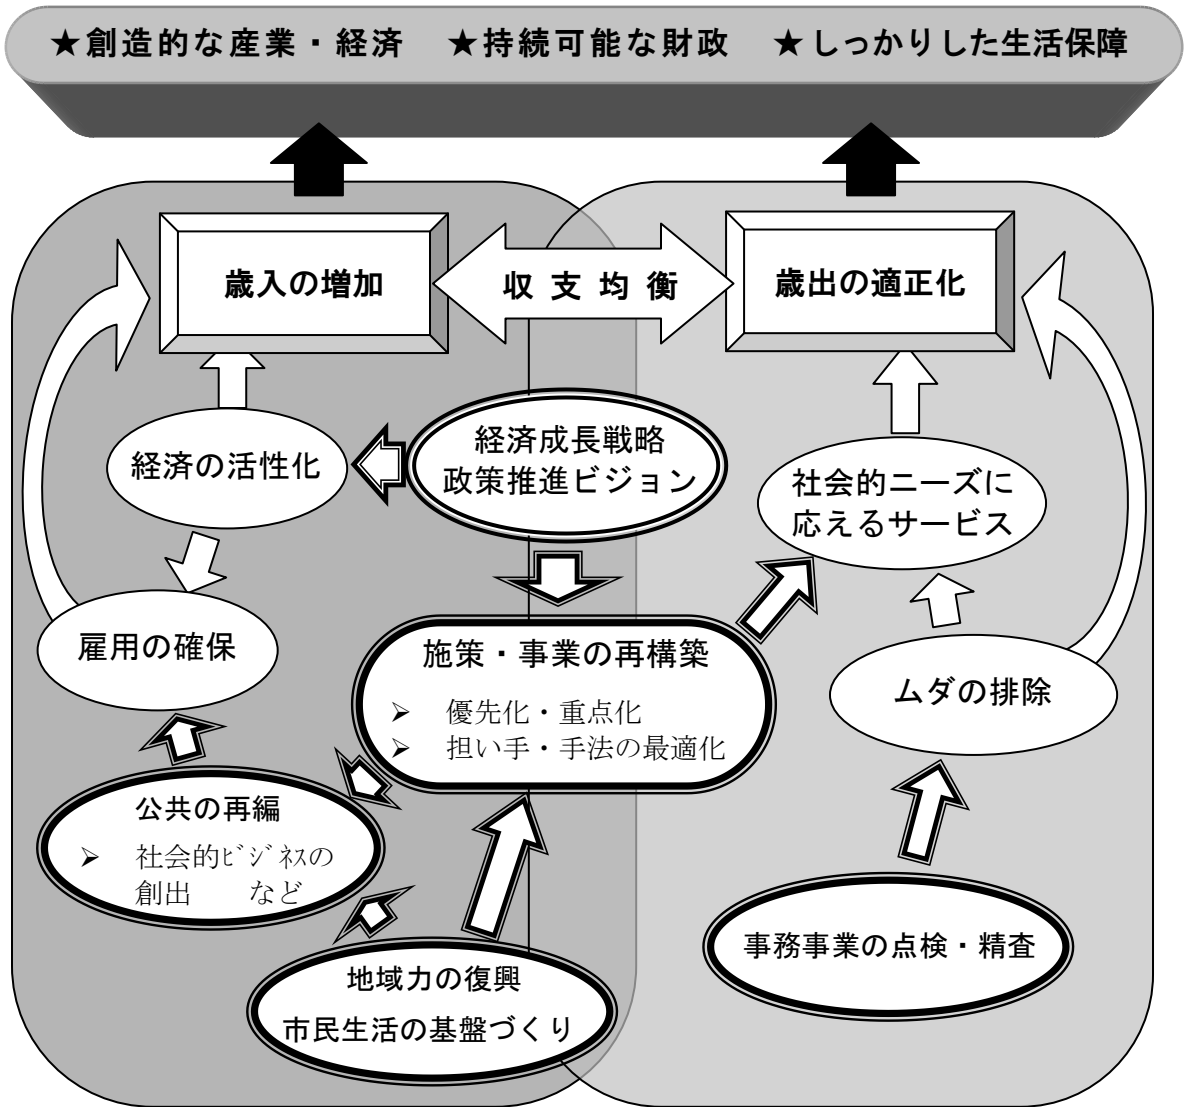 ★創造的な産業・経済　★持続可能な財政　★しっかりした生活保障
歳入の増加
収支均衡
歳出の適正化
経済の活性化
経済成長戦略
政策推進ビジョン
社会的ニーズに
応えるサービス
雇用の確保
施策・事業の再構築
➢ 優先化・重点化
➢ 担い手・手法の最適化
ムダの排除
公共の再編
➢ 社会的ﾋﾞｼﾞﾈｽの
創出　など
事務事業の点検・精査
地域力の復興
市民生活の基盤づくり